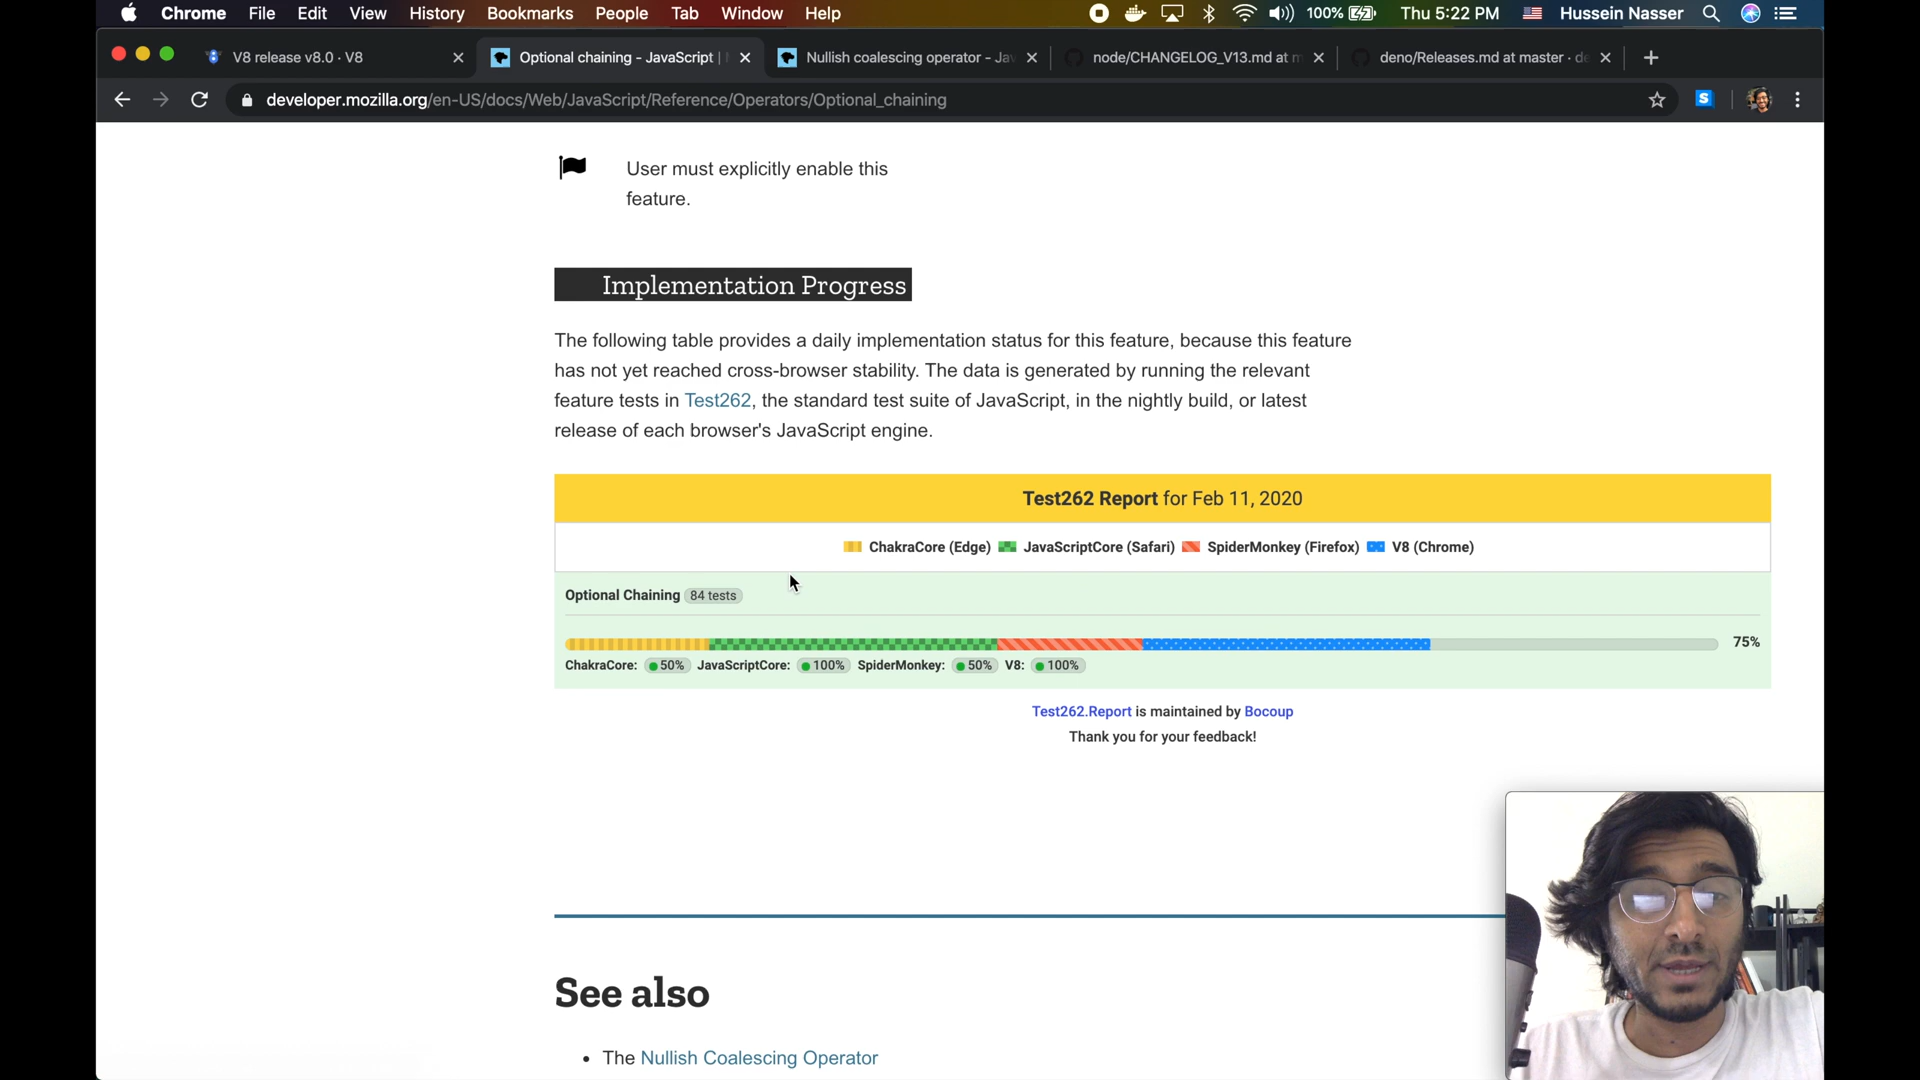 Chrome File Edit View History Bookmarks People Tab Window Help 100% Thu 5:22 PM Hussein Nasser
V8 release v8.0 · V8 Optional chaining - JavaScript | Nullish coalescing operator - Jav node/CHANGELOG_V13.md at m deno/Releases.md at master · de
developer.mozilla.org/en-US/docs/Web/JavaScript/Reference/Operators/Optional_chaining
User must explicitly enable this
feature.
Implementation Progress
The following table provides a daily implementation status for this feature, because this feature
has not yet reached cross-browser stability. The data is generated by running the relevant
feature tests in Test262, the standard test suite of JavaScript, in the nightly build, or latest
release of each browser's JavaScript engine.
Test262 Report for Feb 11, 2020
ChakraCore (Edge) JavaScriptCore (Safari) SpiderMonkey (Firefox) V8 (Chrome)
Optional Chaining 84 tests
75%
ChakraCore: 50% JavaScriptCore: 100% SpiderMonkey: 50% V8: 100%
Test262.Report is maintained by Bocoup
Thank you for your feedback!
See also
• The Nullish Coalescing Operator